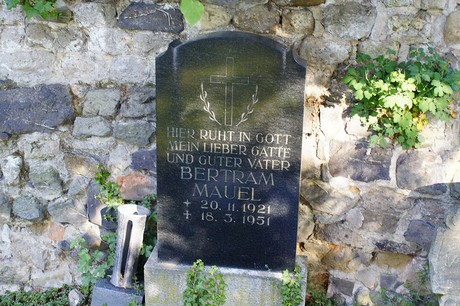 HIER RUHT IN GOTT
MEIN LIEBER GATTE
UND GUTER VATER
BERTRAM
MAUEL
+ 20. 11. 1921
+ 18. 3. 1951